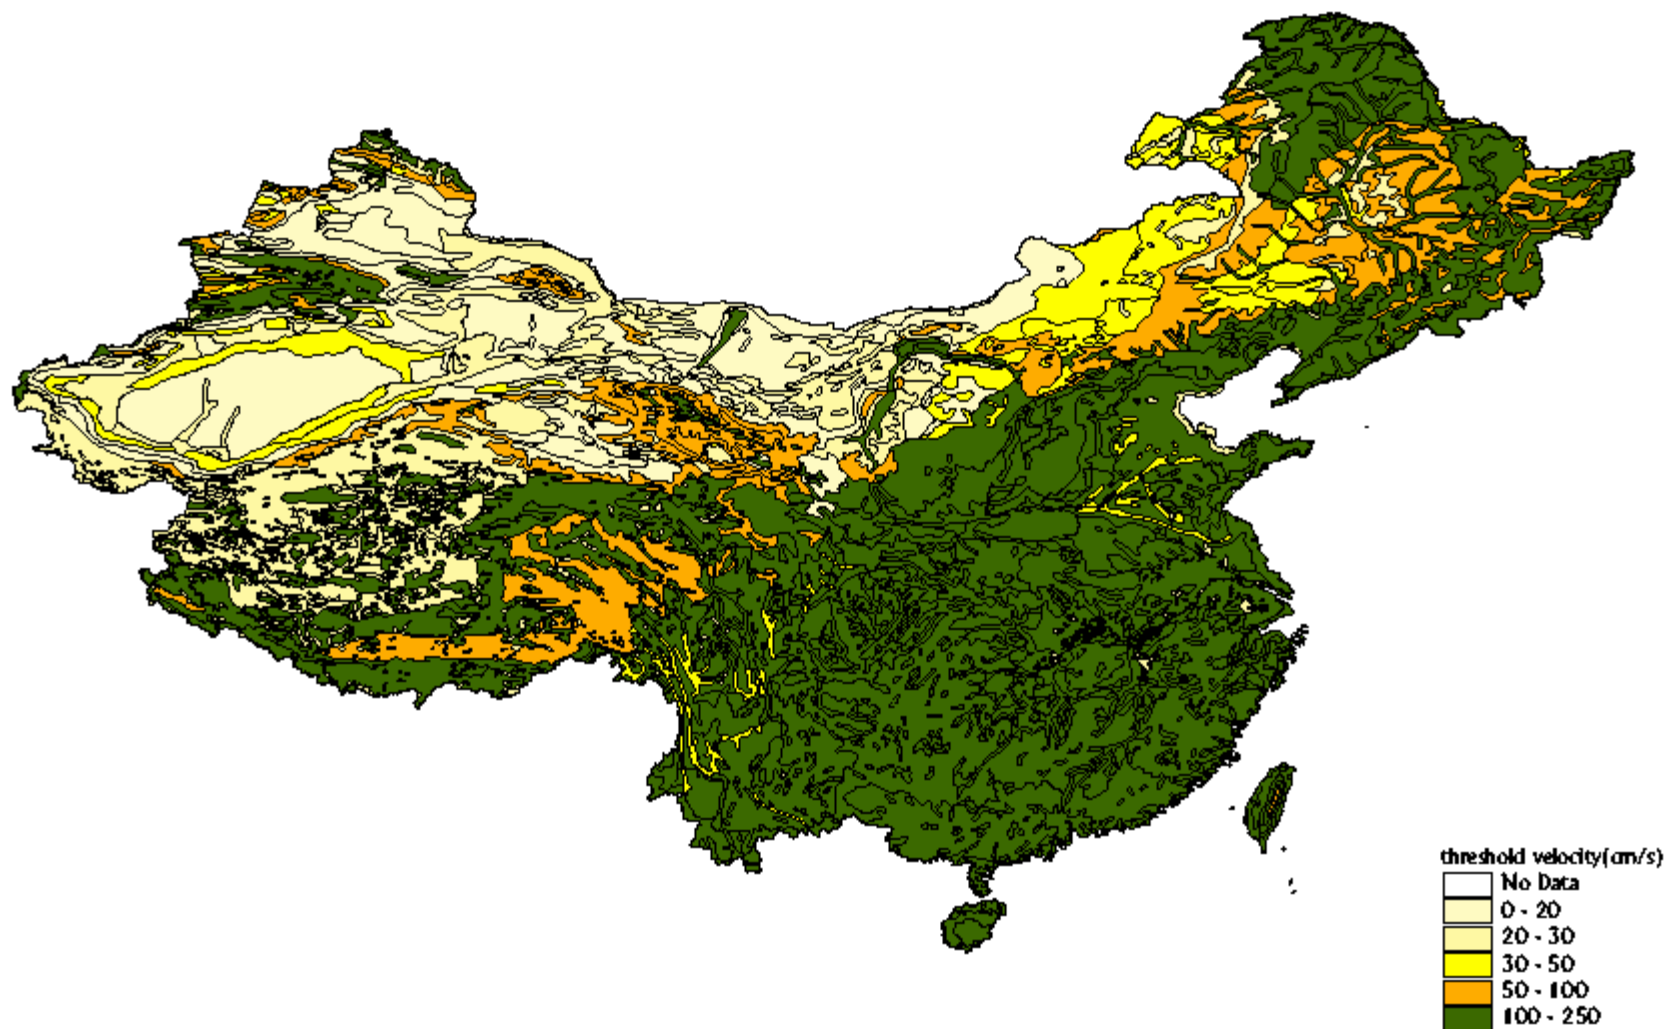 threshold velocity(cm/s)
No Data
0 - 20
20 - 30
30 - 50
50 - 100
100 - 250